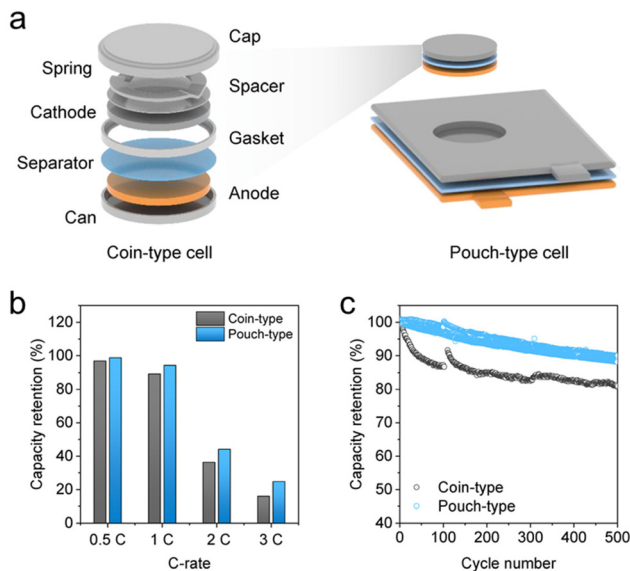 a
Cap
Spring
Spacer
Cathode
Gasket
Separator
Anode
Can
Coin-type cell
Pouch-type cell
b
Capacity retention (%)
120
100
80
60
40
20
0
Coin-type
Pouch-type
0.5 C 1 C 2 C 3 C
C-rate
c
Capacity retention (%)
100
90
80
70
60
50
40
Coin-type
Pouch-type
0 100 200 300 400 500
Cycle number